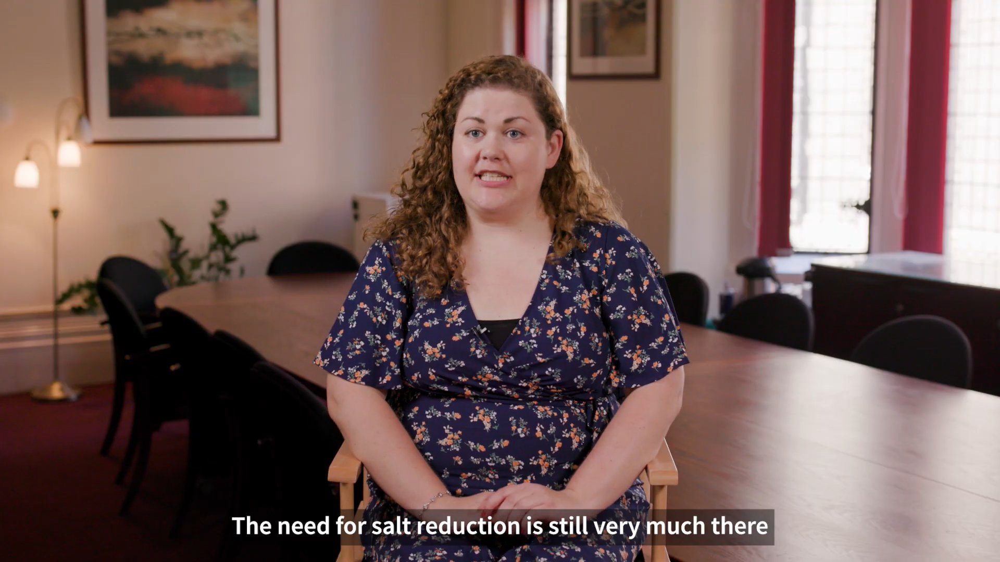 The need for salt reduction is still very much there